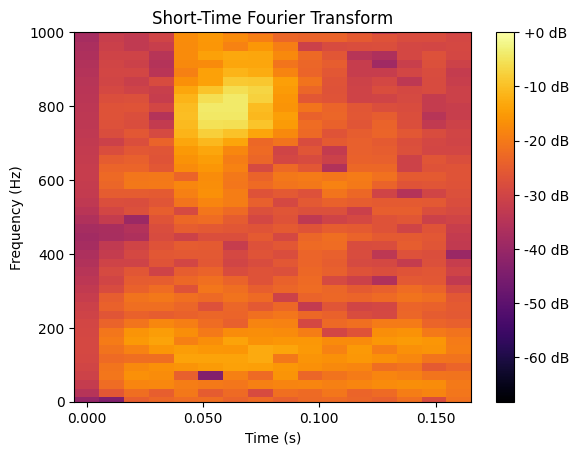 Short-Time Fourier Transform
Frequency (Hz)
1000
800
600
400
200
0
0.000 0.050 0.100 0.150
Time (s)
+0 dB
-10 dB
-20 dB
-30 dB
-40 dB
-50 dB
-60 dB